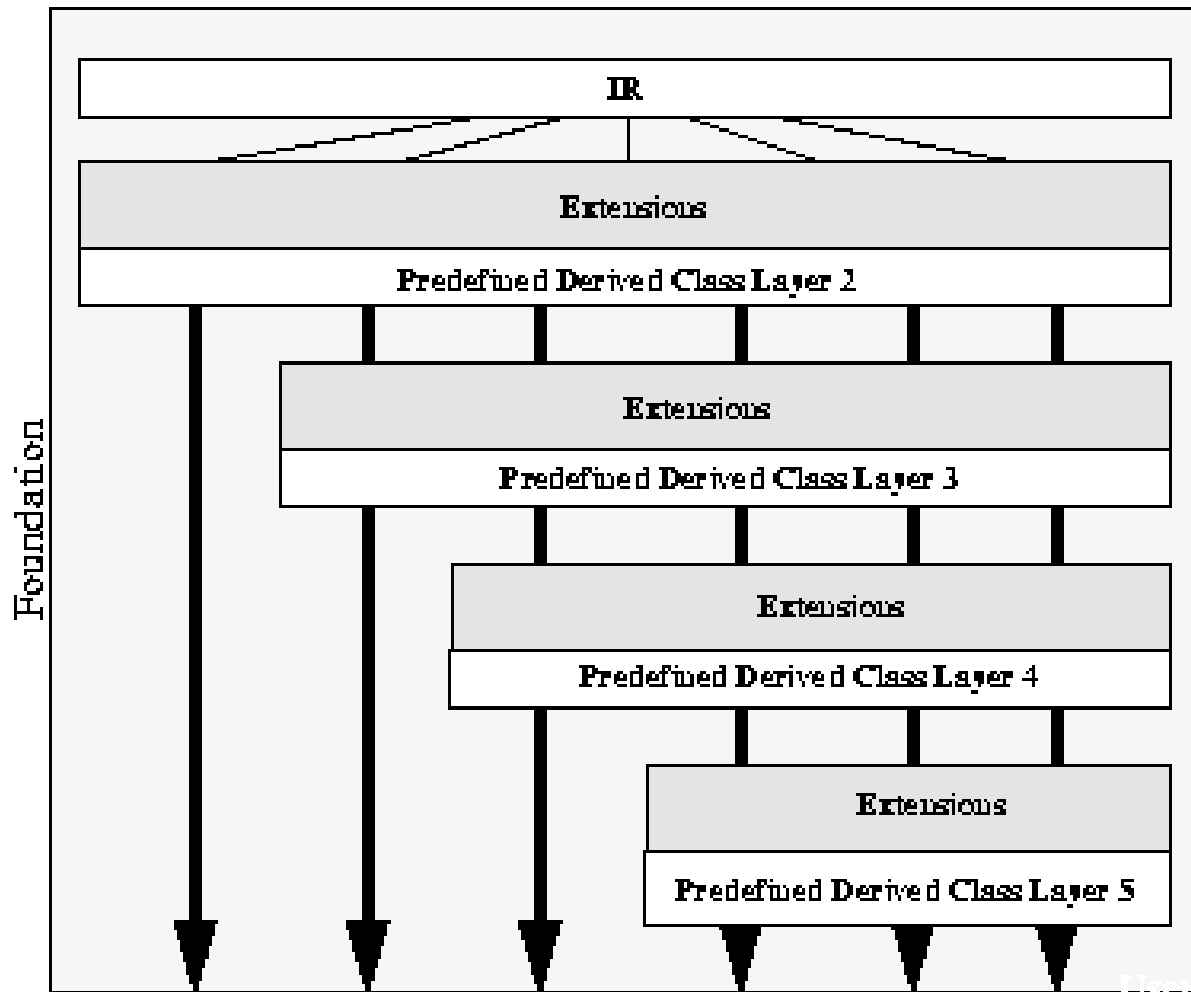 IR
Extensions
Predefined Derived Class Layer 2
Extensions
Predefined Derived Class Layer 3
Foundation
Extensions
Predefined Derived Class Layer 4
Extensions
Predefined Derived Class Layer 5